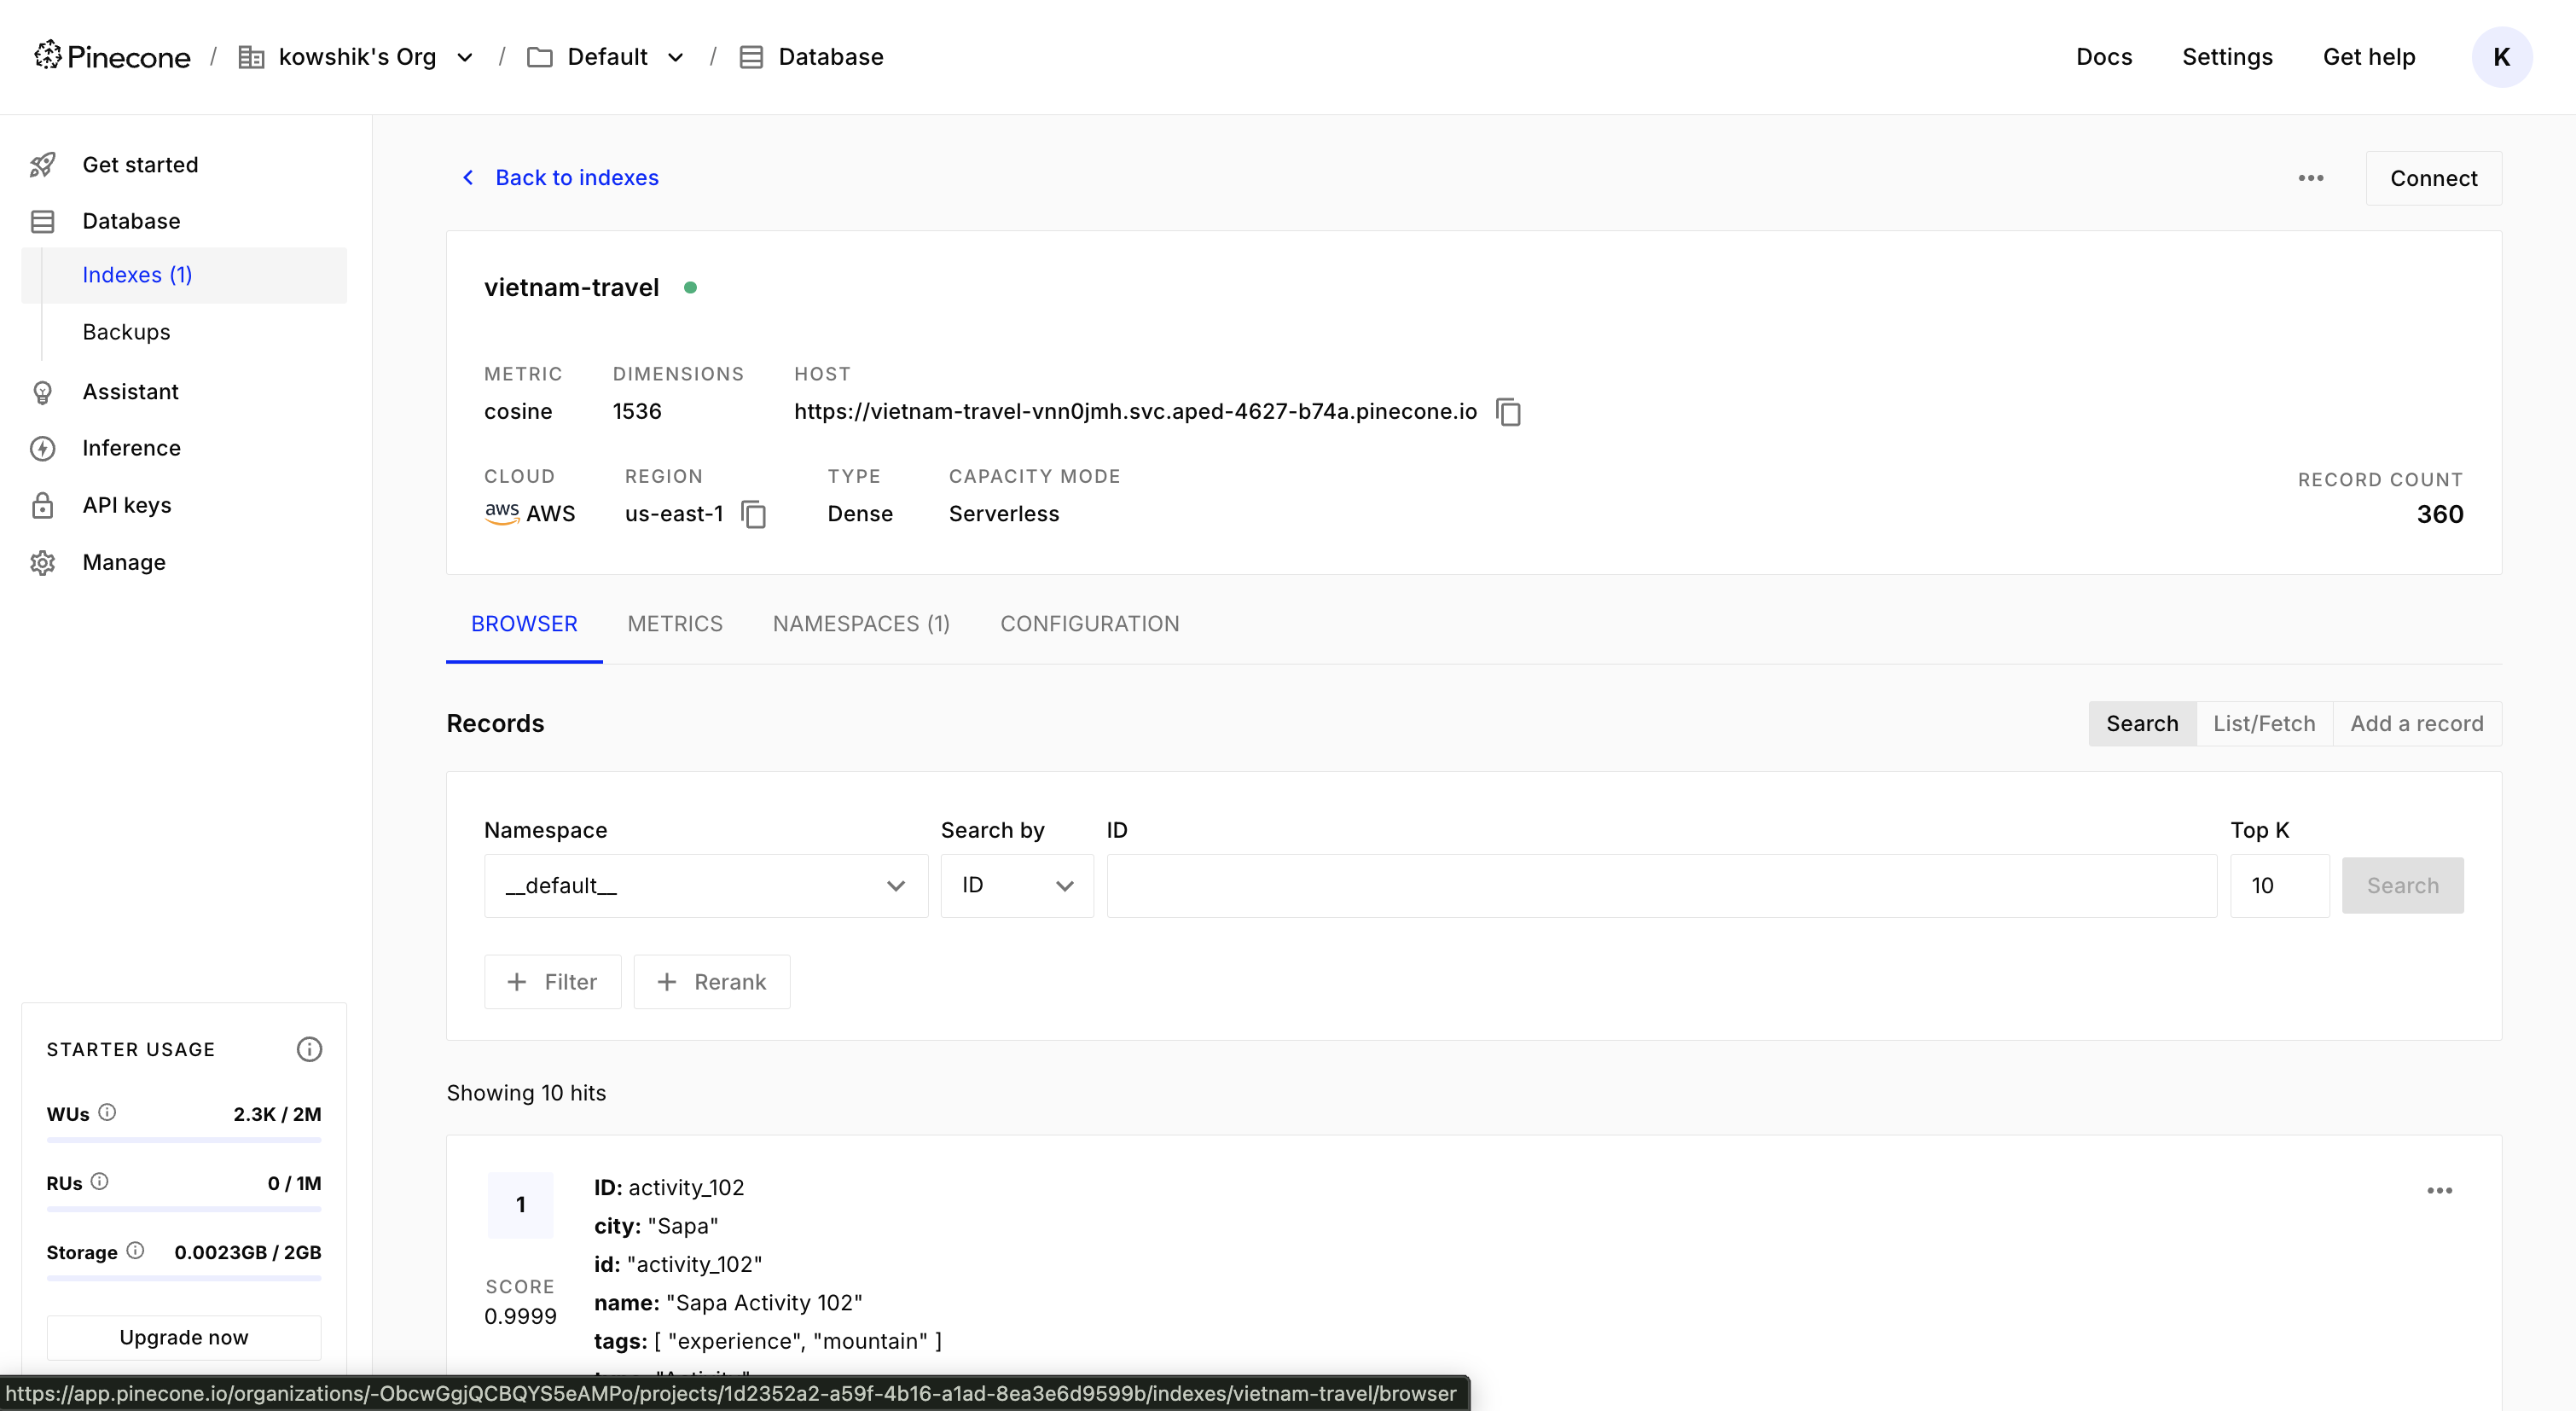 Pinecone / kowshik's Org / Default / Database
Docs Settings Get help K
Get started
Database
Indexes (1)
Backups
Assistant
Inference
API keys
Manage
STARTER USAGE
WUs 2.3K / 2M
RUs 0 / 1M
Storage 0.0023GB / 2GB
Upgrade now
Back to indexes
Connect
vietnam-travel
METRIC DIMENSIONS HOST
cosine 1536 https://vietnam-travel-vnn0jmh.svc.aped-4627-b74a.pinecone.io
CLOUD REGION TYPE CAPACITY MODE RECORD COUNT
aws AWS us-east-1 Dense Serverless 360
BROWSER METRICS NAMESPACES (1) CONFIGURATION
Records Search List/Fetch Add a record
Namespace Search by ID Top K
__default__ ID 10 Search
+ Filter + Rerank
Showing 10 hits
1
SCORE
0.9999
ID: activity_102
city: "Sapa"
id: "activity_102"
name: "Sapa Activity 102"
tags: [ "experience", "mountain" ]
https://app.pinecone.io/organizations/-ObcwGgjQCBQYS5eAMPo/projects/1d2352a2-a59f-4b16-a1ad-8ea3e6d9599b/indexes/vietnam-travel/browser